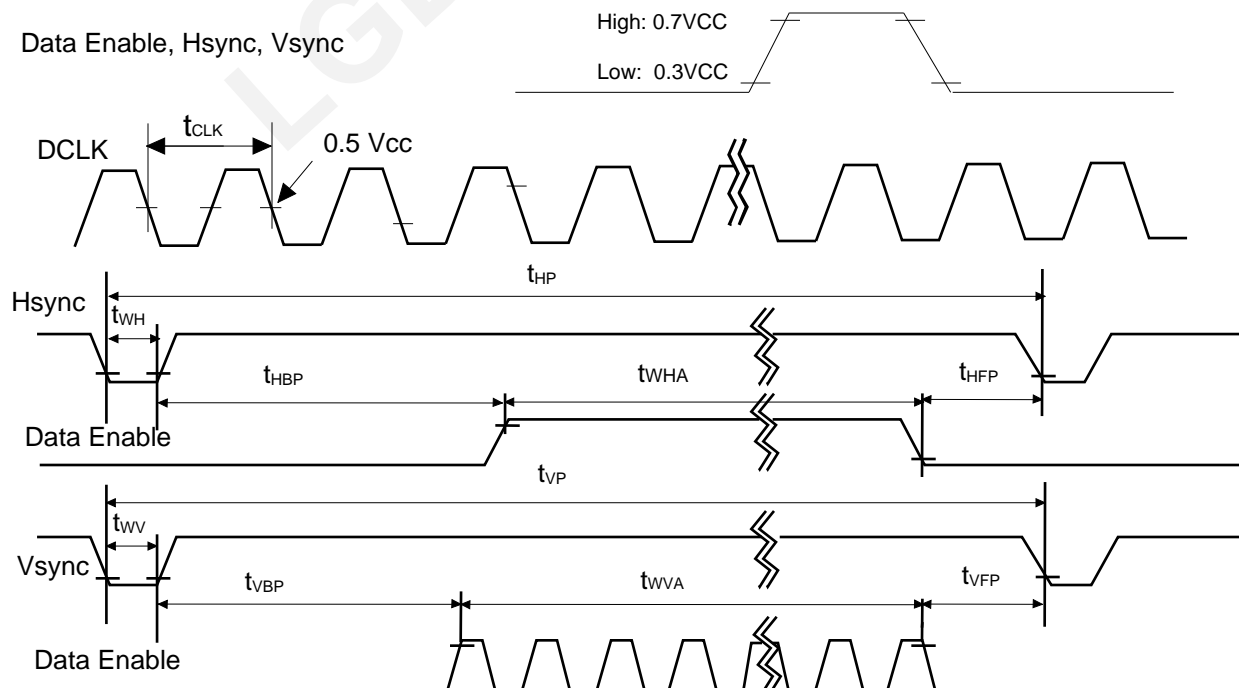 LGD
High: 0.7VCC
Data Enable, Hsync, Vsync
Low: 0.3VCC
tCLK
0.5 Vcc
DCLK
tHP
Hsync
tWH
tHBP
tWHA
tHFP
Data Enable
tVP
tWV
Vsync
tVBP
tWVA
tVFP
Data Enable